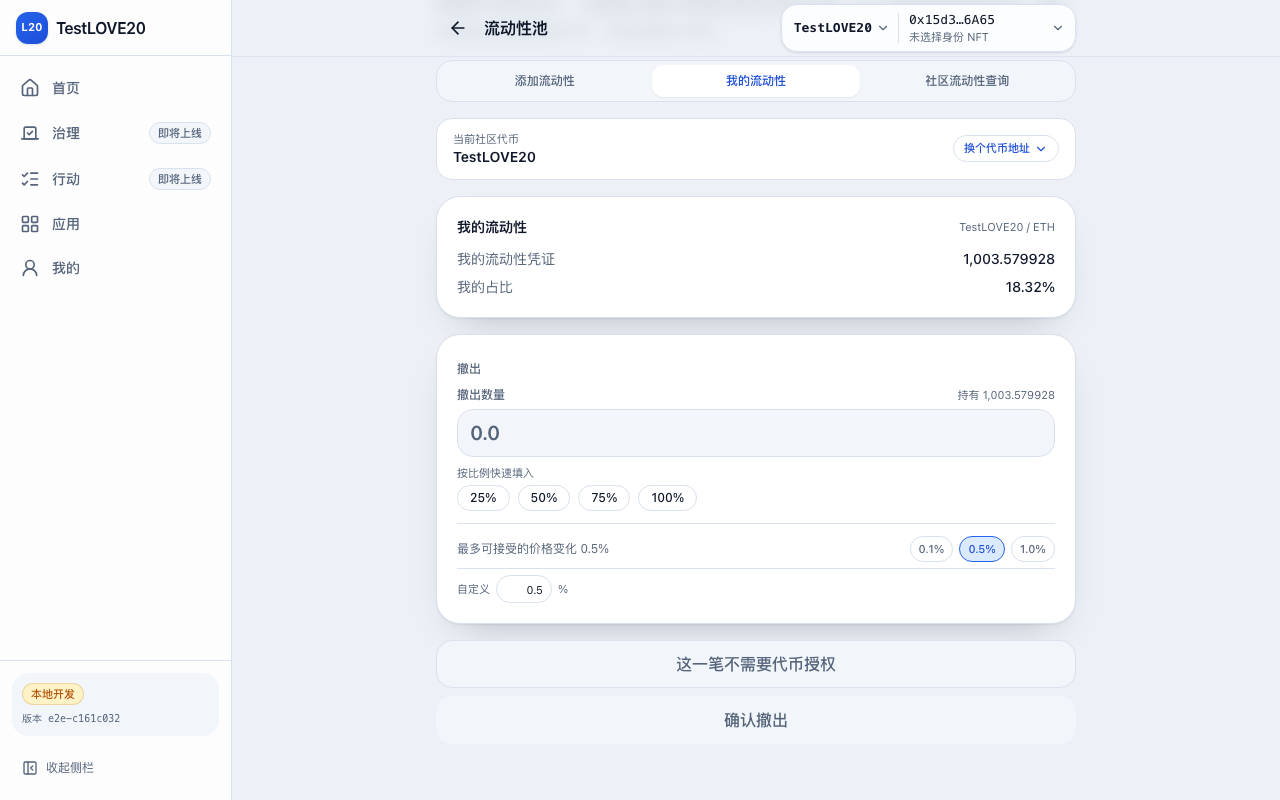 L20 TestLOVE20
首页
治理 即将上线
行动 即将上线
应用
我的
本地开发
版本 e2e-c161c032
收起侧栏
流动性池
TestLOVE20
0x15d3…6A65
未选择身份 NFT
添加流动性 我的流动性 社区流动性查询
当前社区代币
TestLOVE20
换个代币地址
我的流动性 TestLOVE20 / ETH
我的流动性凭证 1,003.579928
我的占比 18.32%
撤出
撤出数量 持有 1,003.579928
0.0
按比例快速填入
25% 50% 75% 100%
最多可接受的价格变化 0.5% 0.1% 0.5% 1.0%
自定义 0.5 %
这一笔不需要代币授权
确认撤出